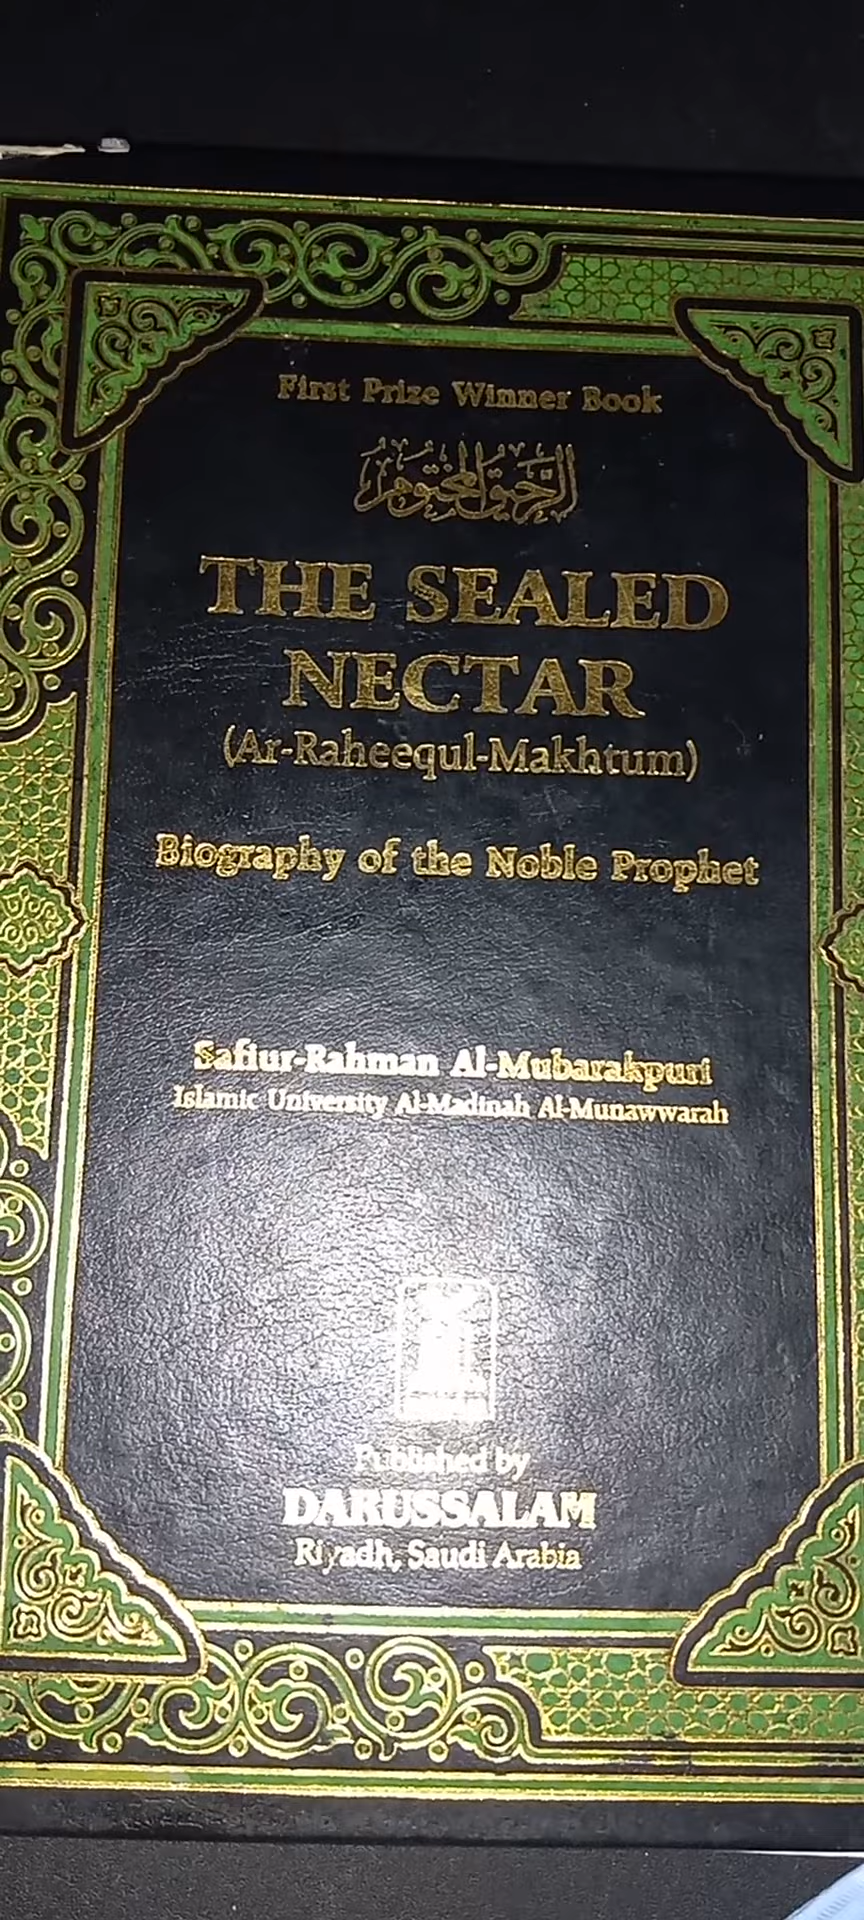 First Prize Winner Book
الرحيق المختوم
THE SEALED
NECTAR
(Ar-Raheequl-Makhtum)
Biography of the Noble Prophet
Safiur-Rahman Al-Mubarakpuri
Islamic University Al-Madinah Al-Munawwarah
Published by
DARUSSALAM
Riyadh, Saudi Arabia